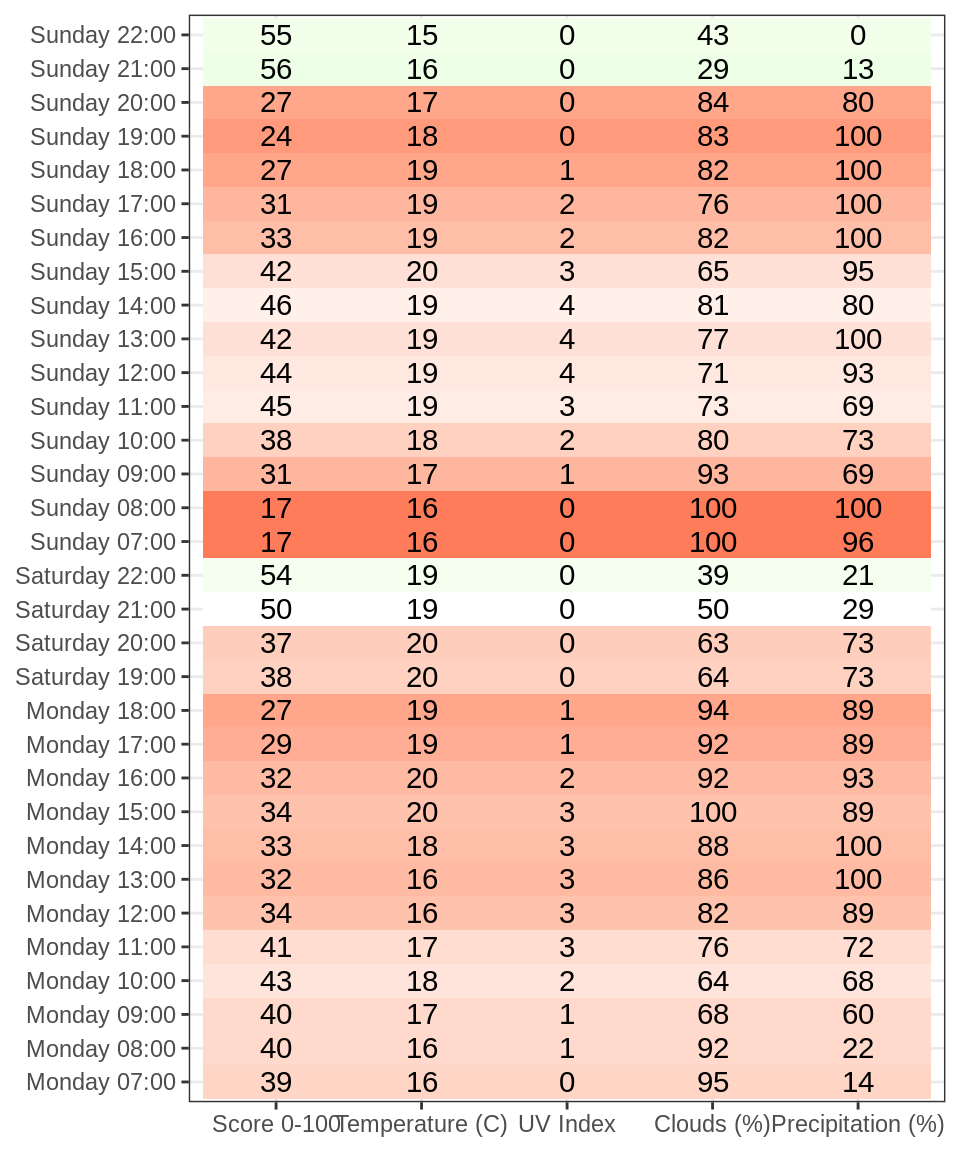 Sunday 22:00 55 15 0 43 0
Sunday 21:00 56 16 0 29 13
Sunday 20:00 27 17 0 84 80
Sunday 19:00 24 18 0 83 100
Sunday 18:00 27 19 1 82 100
Sunday 17:00 31 19 2 76 100
Sunday 16:00 33 19 2 82 100
Sunday 15:00 42 20 3 65 95
Sunday 14:00 46 19 4 81 80
Sunday 13:00 42 19 4 77 100
Sunday 12:00 44 19 4 71 93
Sunday 11:00 45 19 3 73 69
Sunday 10:00 38 18 2 80 73
Sunday 09:00 31 17 1 93 69
Sunday 08:00 17 16 0 100 100
Sunday 07:00 17 16 0 100 96
Saturday 22:00 54 19 0 39 21
Saturday 21:00 50 19 0 50 29
Saturday 20:00 37 20 0 63 73
Saturday 19:00 38 20 0 64 73
Monday 18:00 27 19 1 94 89
Monday 17:00 29 19 1 92 89
Monday 16:00 32 20 2 92 93
Monday 15:00 34 20 3 100 89
Monday 14:00 33 18 3 88 100
Monday 13:00 32 16 3 86 100
Monday 12:00 34 16 3 82 89
Monday 11:00 41 17 3 76 72
Monday 10:00 43 18 2 64 68
Monday 09:00 40 17 1 68 60
Monday 08:00 40 16 1 92 22
Monday 07:00 39 16 0 95 14
Score 0-100 Temperature (C) UV Index Clouds (%) Precipitation (%)